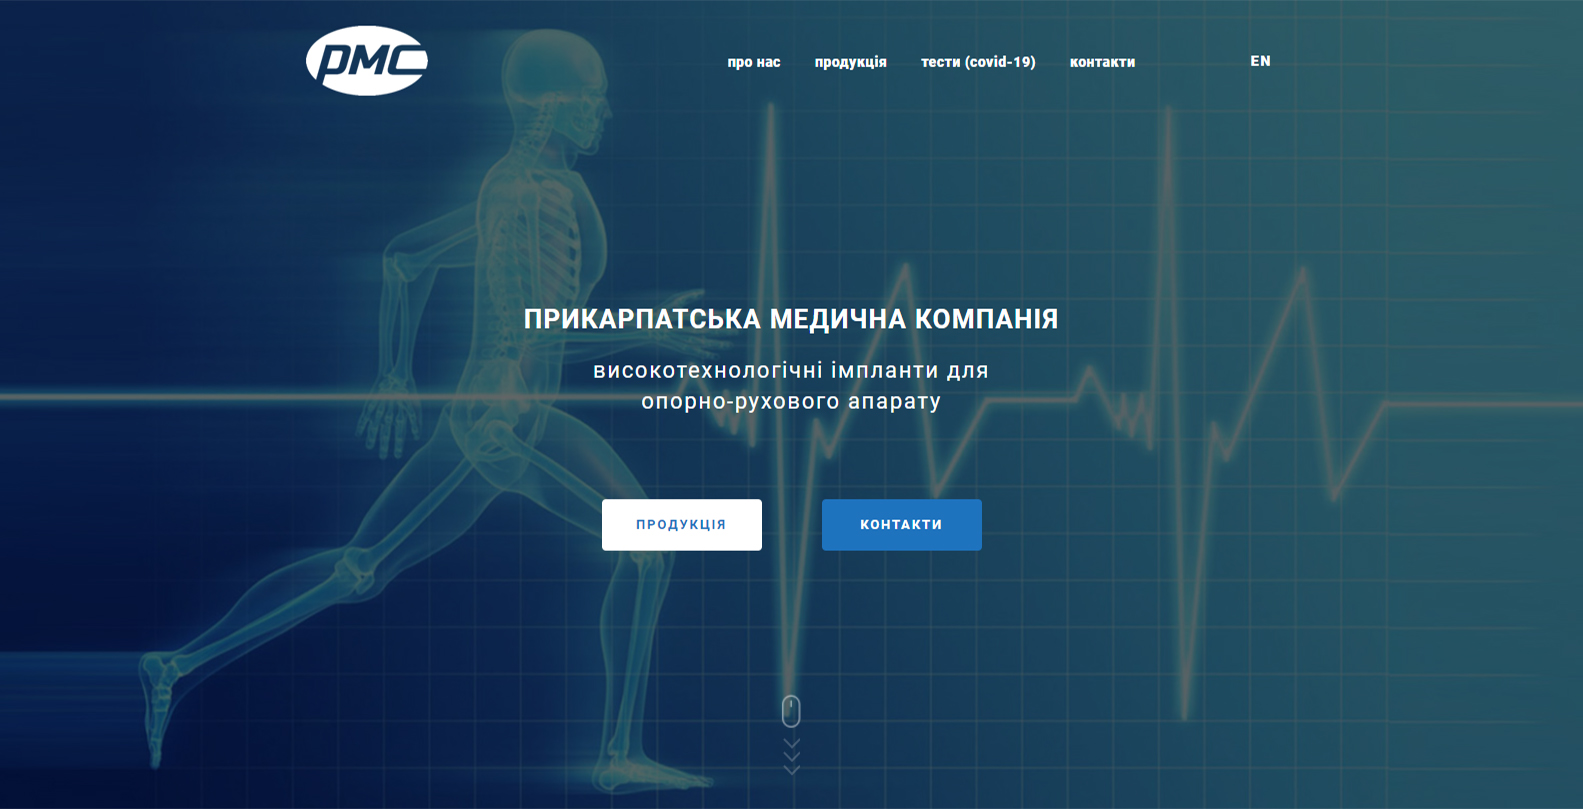 PMC
про нас
продукція
тести (covid-19)
контакти
EN
ПРИКАРПАТСЬКА МЕДИЧНА КОМПАНІЯ
високотехнологічні імпланти для
опорно-рухового апарату
ПРОДУКЦІЯ
КОНТАКТИ